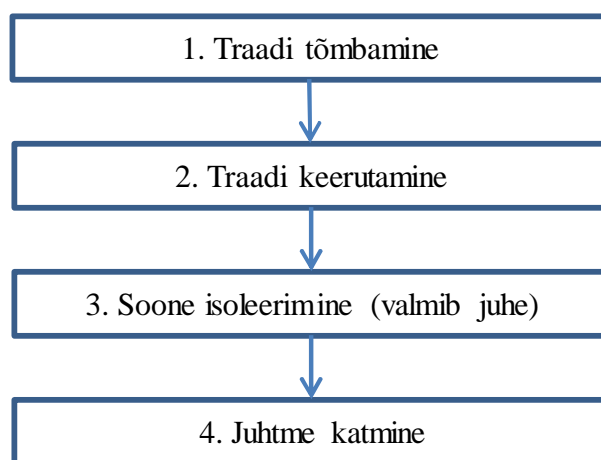 1. Traadi tõmbamine
2. Traadi keerutamine
3. Soone isoleerimine (valmib juhe)
4. Juhtme katmine